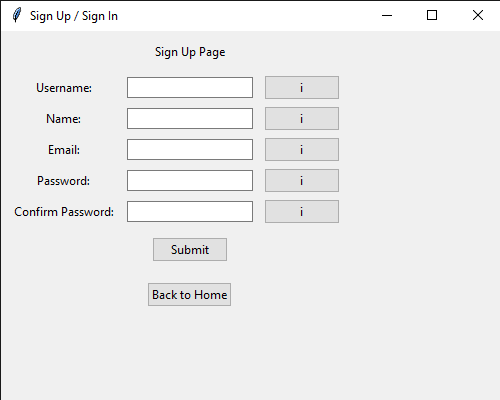 Sign Up / Sign In
Sign Up Page
Username: i
Name: i
Email: i
Password: i
Confirm Password: i
Submit
Back to Home